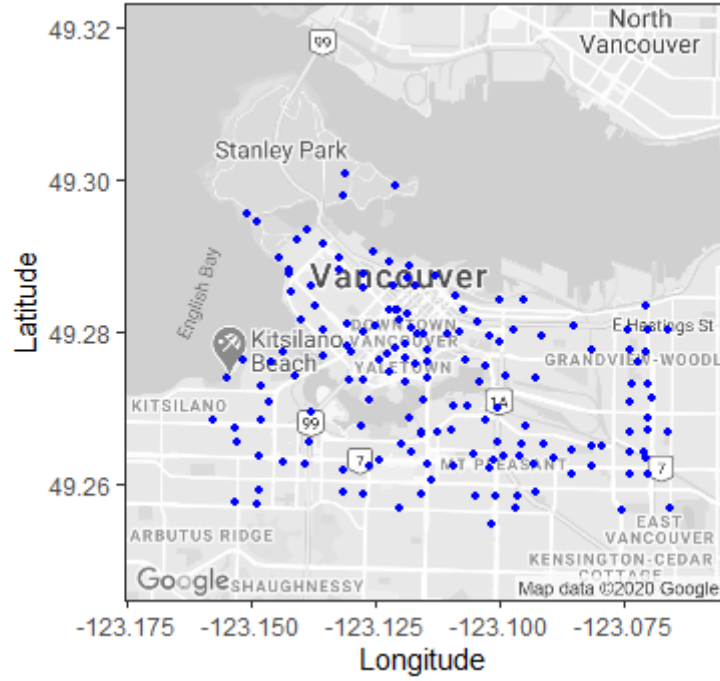 49.32
49.30
49.28
49.26
Latitude
North
Vancouver
99
Stanley Park
English Bay
Vancouver
DOWNTOWN
VANCOUVER
YALETOWN
E Hastings St
GRANDVIEW-WOODL
Kitsilano
Beach
KITSILANO
99
1A
7
MT PLEASANT
7
ARBUTUS RIDGE
EAST
VANCOUVER
KENSINGTON-CEDAR
COTTAGE
SHAUGHNESSY
Google
Map data ©2020 Google
-123.175 -123.150 -123.125 -123.100 -123.075
Longitude